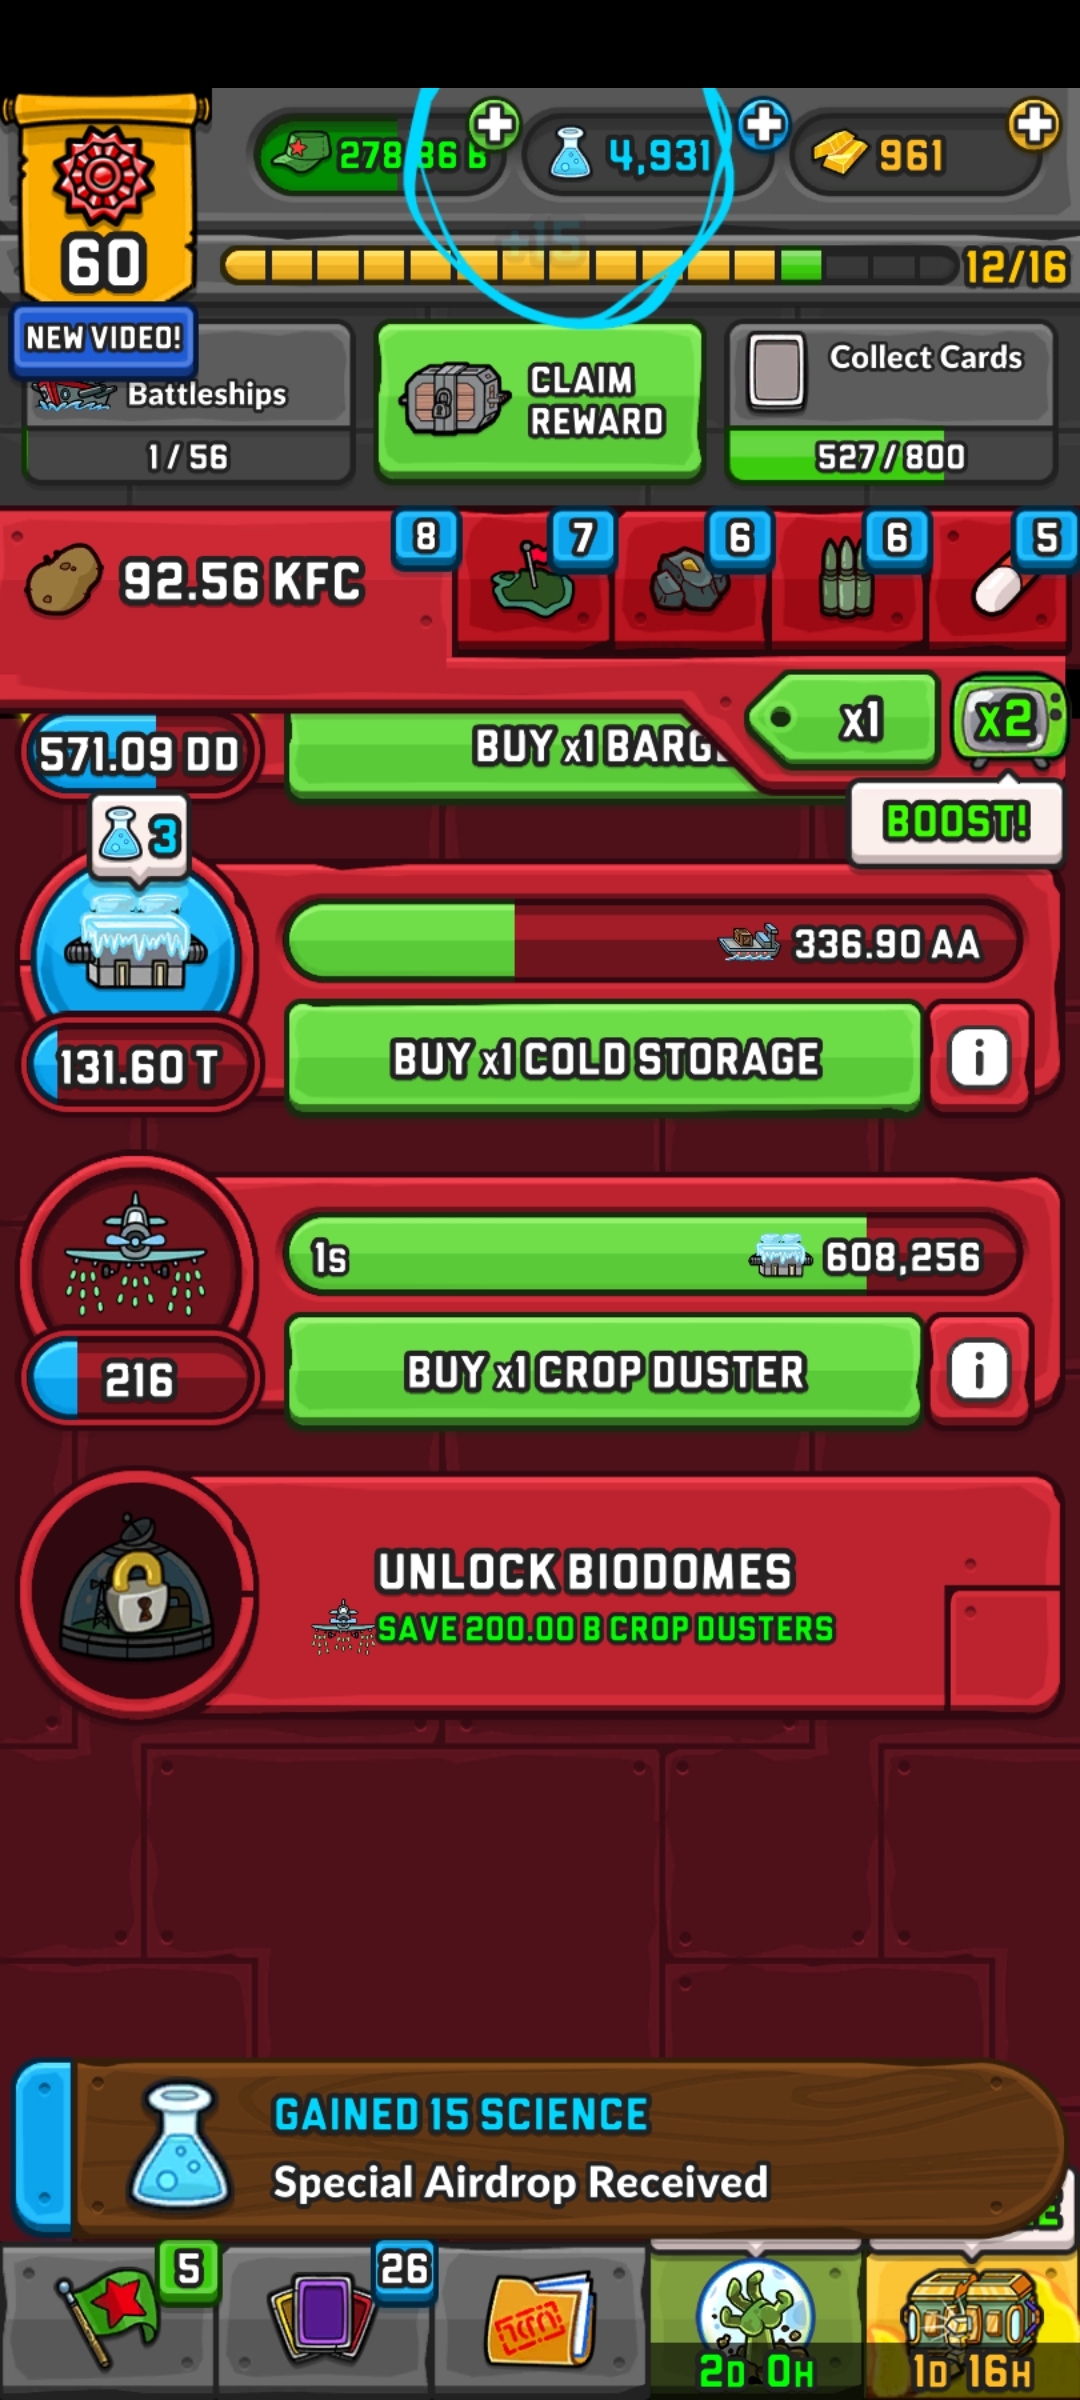 4,931
961
60
+15
12/16
NEW VIDEO!
Battleships
1/56
CLAIM
REWARD
Collect Cards
527/800
92.56 KFC
8
7
6
6
5
x1
x2
BOOST!
571.09 DD
BUY x1
3
336.90 AA
131.60 T
BUY x1 COLD STORAGE
i
1s
608,256
216
BUY x1 CROP DUSTER
i
UNLOCK BIODOMES
SAVE 200.00 B CROP DUSTERS
GAINED 15 SCIENCE
Special Airdrop Received
5
26
2D 0H
1D 16H